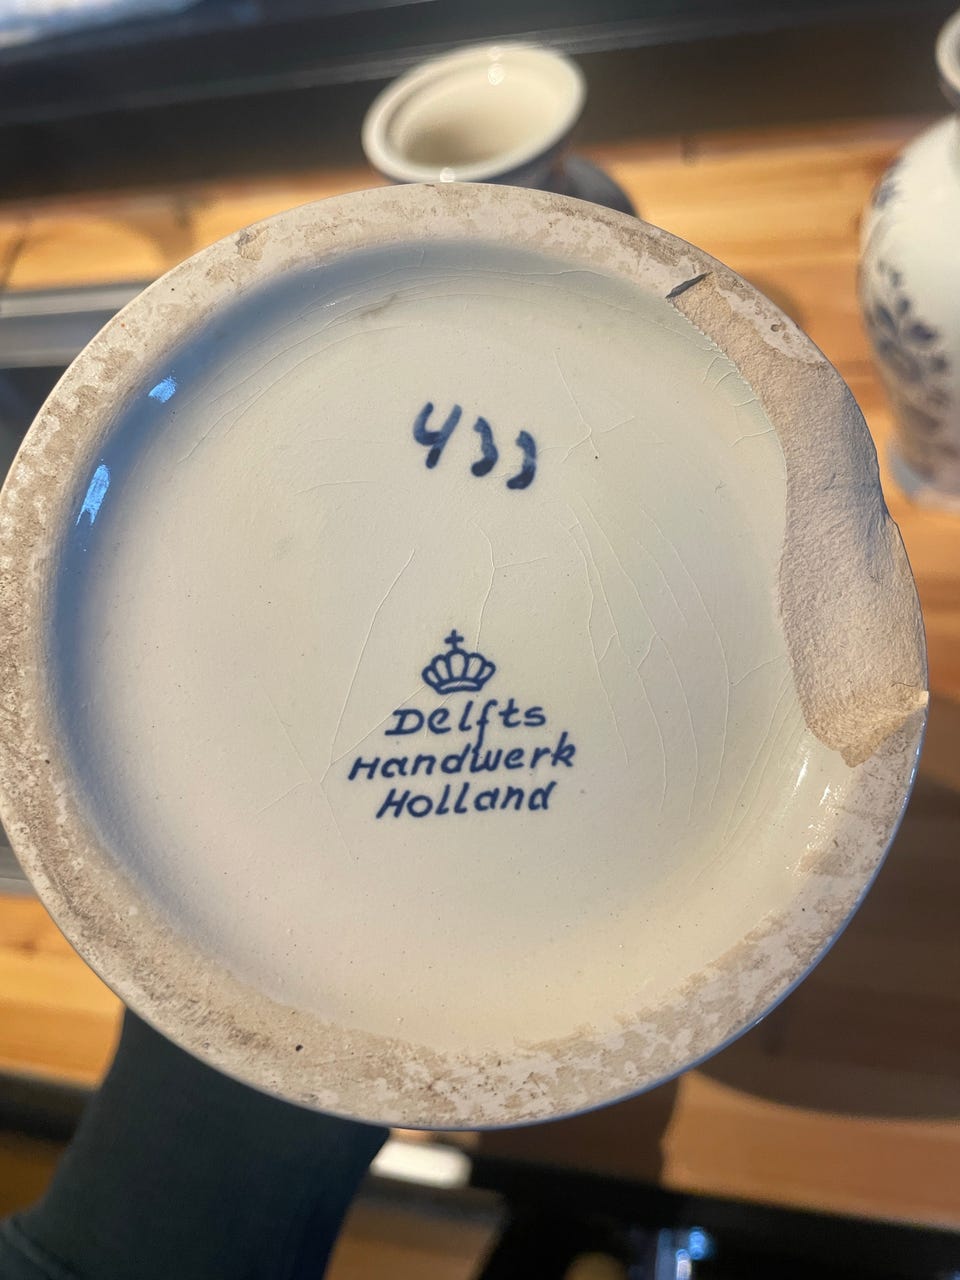 433
Delfts
Handwerk
Holland